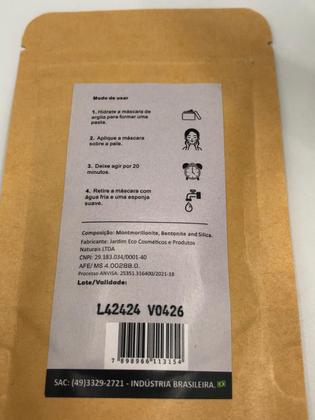 Modo de usar
1. Hidrate a máscara de
argila para formar uma
pasta.
2. Aplique a máscara
sobre a pele.
3. Deixe agir por 20
minutos.
4. Retire a máscara com
água fria e uma esponja
suave.
Composição: Montmorillonite, Bentonite and Silica.
Fabricante: Jardim Eco Cosméticos e Produtos
Naturais LTDA
CNPJ: 29.183.034/0001-40
AFE/ MS 4.00288.0.
Processo ANVISA: 25351.316400/2021-18
Lote/Validade:
L42424 V0426
7 898966 113154
SAC: (49)3329-2721 - INDÚSTRIA BRASILEIRA.